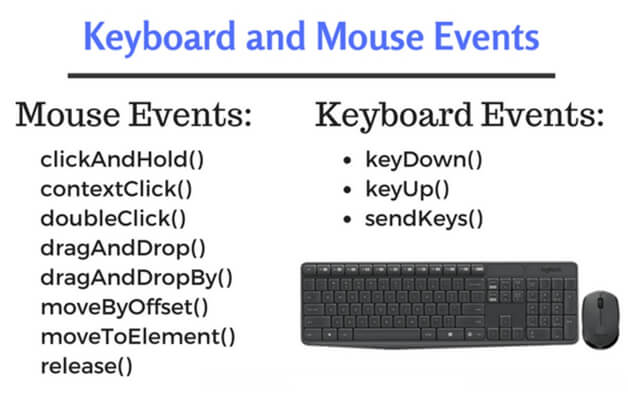 Keyboard and Mouse Events
Mouse Events:
clickAndHold()
contextClick()
doubleClick()
dragAndDrop()
dragAndDropBy()
moveByOffset()
moveToElement()
release()
Keyboard Events:
• keyDown()
• keyUp()
• sendKeys()
logitech